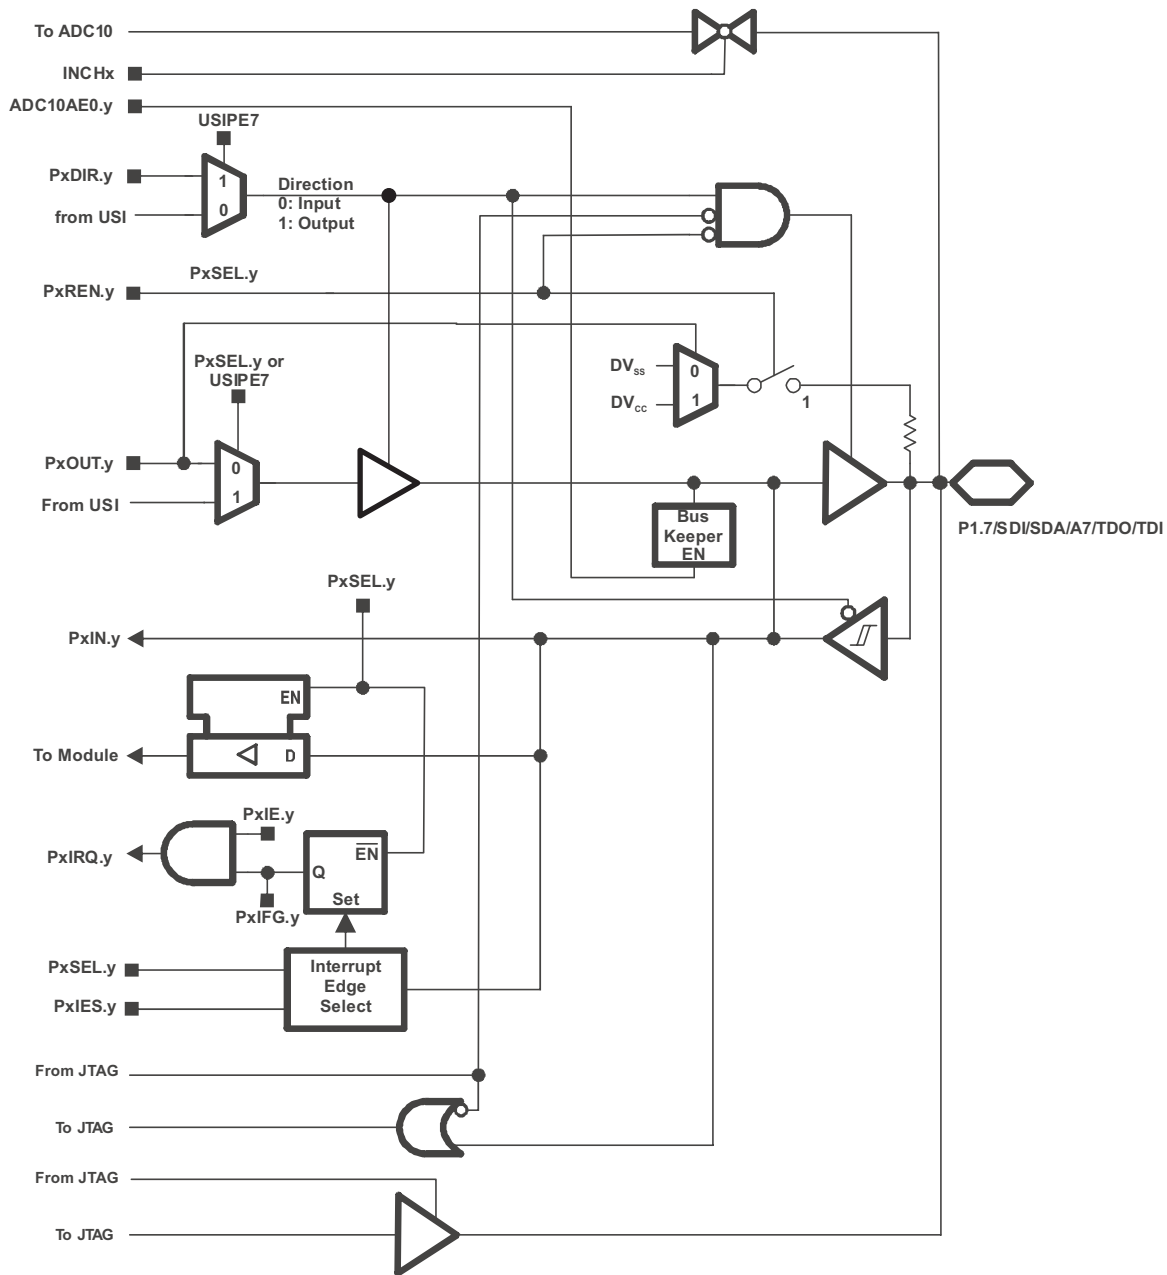 To ADC10
INCHx
ADC10AE0.y
USIPE7
PxDIR.y
1
from USI
0
Direction
0: Input
1: Output
PxSEL.y
PxREN.y
PxSEL.y or
USIPE7
DVSS
0
DVCC
1
1
PxOUT.y
0
From USI
1
Bus
Keeper
EN
P1.7/SDI/SDA/A7/TDO/TDI
PxSEL.y
PxIN.y
EN
To Module
D
PxIE.y
PxIRQ.y
EN
Q
Set
PxIFG.y
PxSEL.y
PxIES.y
Interrupt
Edge
Select
From JTAG
To JTAG
From JTAG
To JTAG